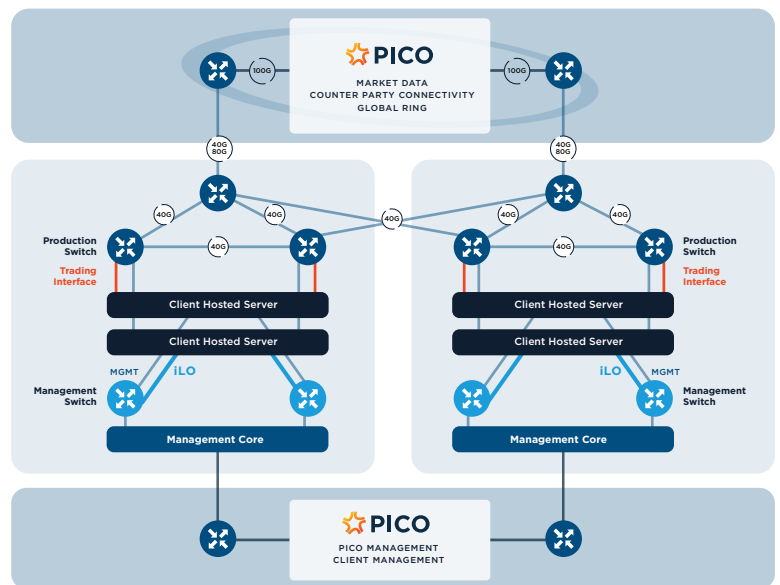 PICO
100G
100G
MARKET DATA
COUNTER PARTY CONNECTIVITY
GLOBAL RING
40G
80G
40G
80G
40G
40G
40G
40G
40G
Production
Switch
40G
40G
Production
Switch
Trading
Interface
Trading
Interface
Client Hosted Server
Client Hosted Server
Client Hosted Server
Client Hosted Server
MGMT
iLO
iLO
MGMT
Management
Switch
Management
Switch
Management Core
Management Core
PICO
PICO MANAGEMENT
CLIENT MANAGEMENT